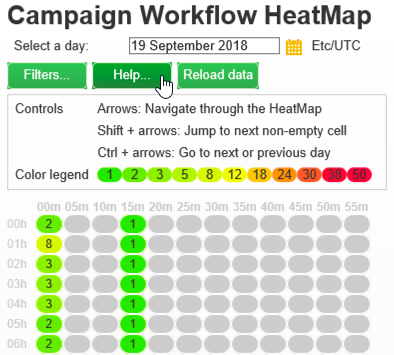 Campaign Workflow HeatMap
Select a day: 19 September 2018 Etc/UTC
Filters... Help... Reload data
Controls Arrows: Navigate through the HeatMap
Shift + arrows: Jump to next non-empty cell
Ctrl + arrows: Go to next or previous day
Color legend 1 2 3 5 8 12 18 24 30 38 50
00m 05m 10m 15m 20m 25m 30m 35m 40m 45m 50m 55m
00h 2 1
01h 8 1
02h 3 1
03h 3 1
04h 3 1
05h 2 1
06h 2 1